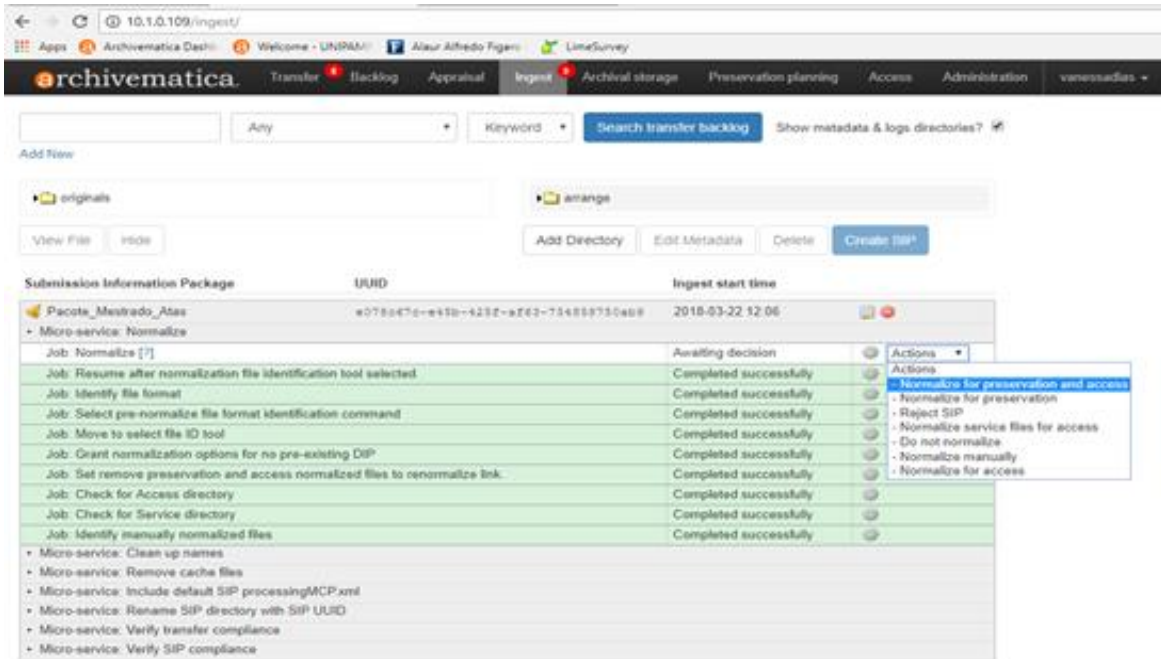 10.1.0.109/ingest/
Apps Archivematica Dashb Welcome - UNIPAM Alaur Alfredo Figere LimeSurvey
archivematica. Transfer Backlog Appraisal Ingest Archival storage Preservation planning Access Administration vanessadias
Any Keyword Search transfer backlog Show metadata & logs directories?
Add New
originals arrange
View File Hide Add Directory Edit Metadata Delete Create SIP
Submission Information Package UUID Ingest start time
Pacote_Mestrado_Atas 2018-03-22 12:06
Micro-service: Normalize
Job: Normalize [?] Awaiting decision Actions
Actions
Job: Resume after normalization file identification tool selected. Completed successfully - Normalize for preservation and access
Job: Identify file format Completed successfully - Normalize for preservation
- Reject SIP
Job: Select pre-normalize file format identification command Completed successfully - Normalize service files for access
Job: Move to select file ID tool Completed successfully - Do not normalize
Job: Grant normalization options for no pre-existing DIP Completed successfully - Normalize manually
Job: Set remove preservation and access normalized files to renormalize link. Completed successfully - Normalize for access
Job: Check for Access directory Completed successfully
Job: Check for Service directory Completed successfully
Job: Identify manually normalized files Completed successfully
Micro-service: Clean up names
Micro-service: Remove cache files
Micro-service: Include default SIP processingMCP.xml
Micro-service: Rename SIP directory with SIP UUID
Micro-service: Verify transfer compliance
Micro-service: Verify SIP compliance